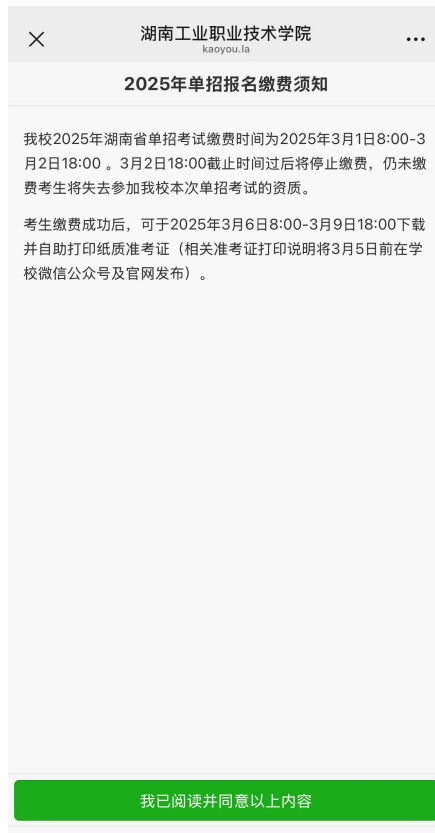 湖南工业职业技术学院
kaoyou.la
2025年单招报名缴费须知
我校2025年湖南省单招考试缴费时间为2025年3月1日8:00-3
月2日18:00 。3月2日18:00截止时间过后将停止缴费，仍未缴
费考生将失去参加我校本次单招考试的资质。
考生缴费成功后，可于2025年3月6日8:00-3月9日18:00下载
并自助打印纸质准考证（相关准考证打印说明将3月5日前在学
校微信公众号及官网发布）。
我已阅读并同意以上内容